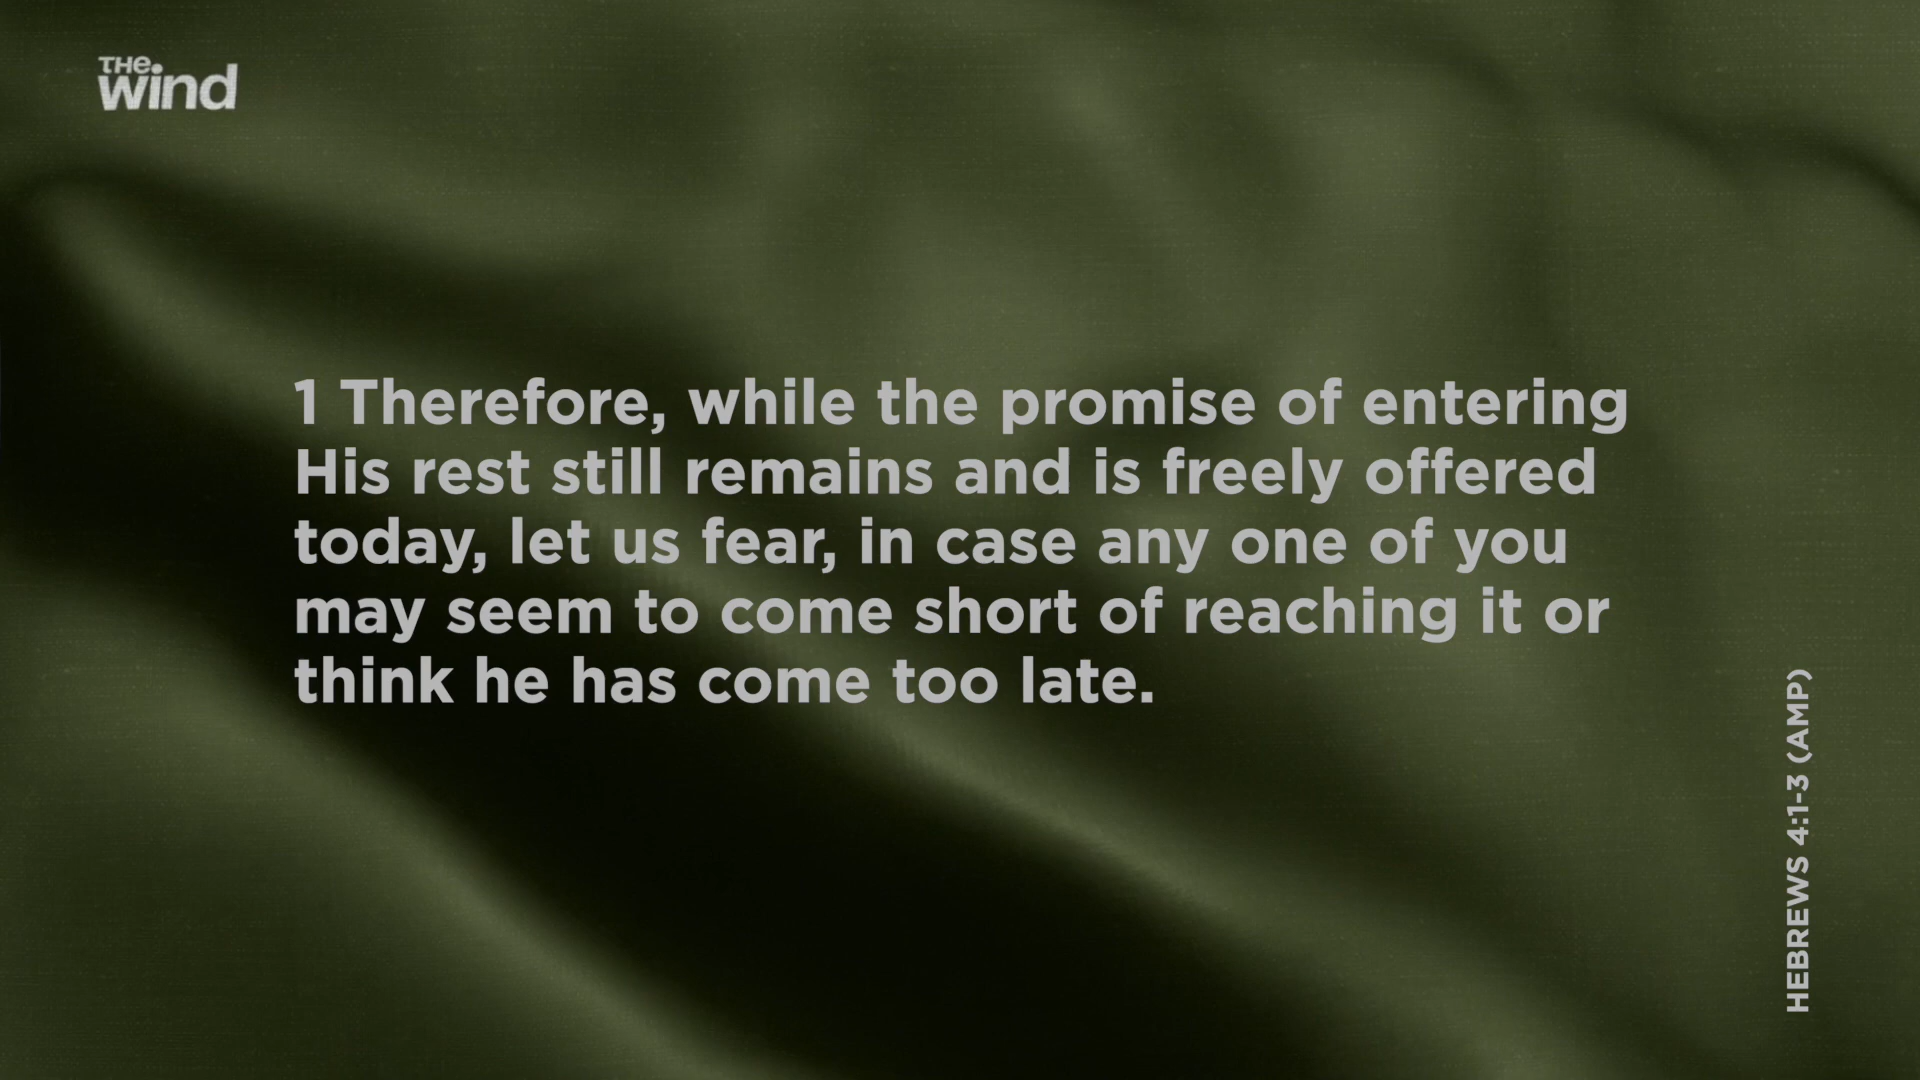 THE
wind
1 Therefore, while the promise of entering
His rest still remains and is freely offered
today, let us fear, in case any one of you
may seem to come short of reaching it or
think he has come too late.
HEBREWS 4:1-3 (AMP)